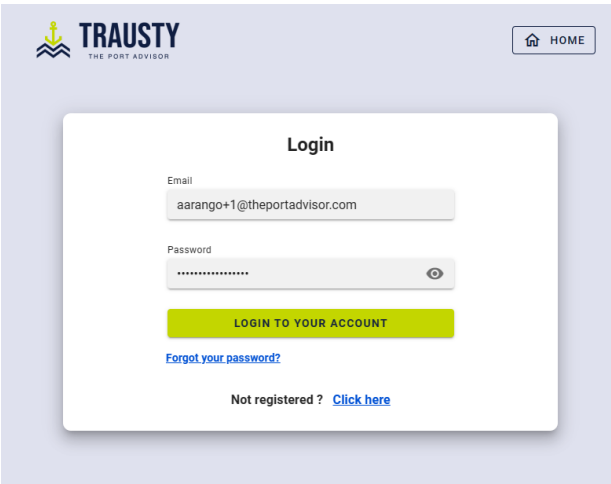 TRAUSTY
THE PORT ADVISOR
HOME
Login
Email
aarango+1@theportadvisor.com
Password
•••••••••••••••••
LOGIN TO YOUR ACCOUNT
Forgot your password?
Not registered ? Click here